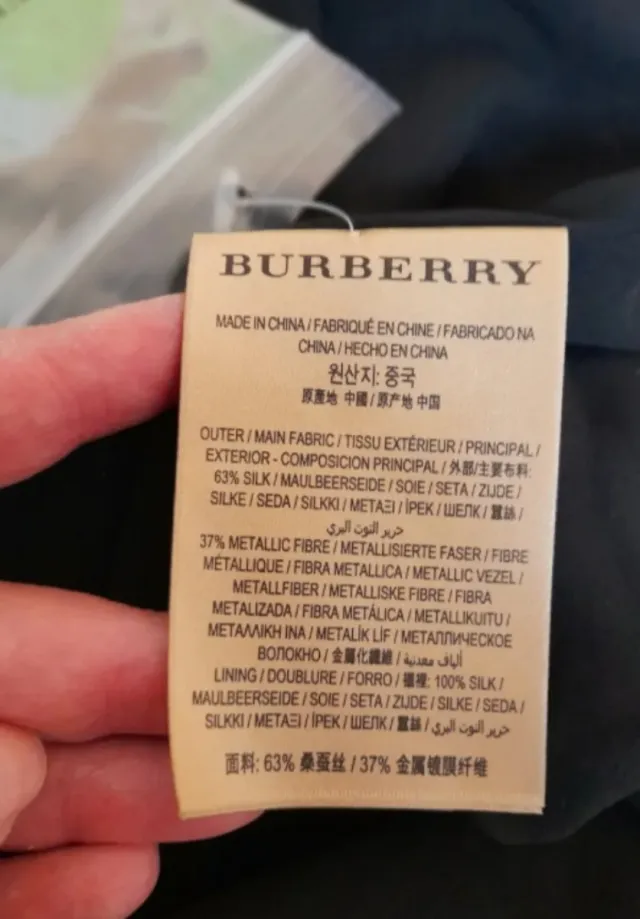 BURBERRY
MADE IN CHINA / FABRIQUÉ EN CHINE / FABRICADO NA
CHINA / HECHO EN CHINA
원산지: 중국
原產地 中國 / 原产地 中国
OUTER / MAIN FABRIC / TISSU EXTÉRIEUR / PRINCIPAL /
EXTERIOR - COMPOSICION PRINCIPAL / 外部/主要布料:
63% SILK / MAULBEERSEIDE / SOIE / SETA / ZIJDE /
SILKE / SEDA / SILKKI / ΜΕΤΑΞΙ / İPEK / ШЕЛК / 蠶絲 /
حرير التوت البري
37% METALLIC FIBRE / METALLISIERTE FASER / FIBRE
MÉTALLIQUE / FIBRA METALLICA / METALLIC VEZEL /
METALLFIBER / METALLISKE FIBRE / FIBRA
METALIZADA / FIBRA METÁLICA / METALLIKUITU /
ΜΕΤΑΛΛΙΚΗ ΙΝΑ / METALİK LİF / МЕТАЛЛИЧЕСКОЕ
ВОЛОКНО / 金屬化纖維 / ألياف معدنية
LINING / DOUBLURE / FORRO / 襯裡: 100% SILK /
MAULBEERSEIDE / SOIE / SETA / ZIJDE / SILKE / SEDA /
SILKKI / ΜΕΤΑΞΙ / İPEK / ШЕЛК / 蠶絲 / حرير التوت البري
面料: 63% 桑蚕丝 / 37% 金属镀膜纤维